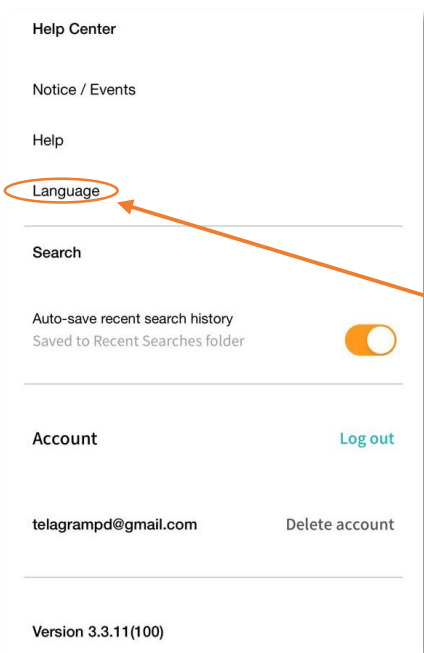 Help Center
Notice / Events
Help
Language
Search
Auto-save recent search history
Saved to Recent Searches folder
Account
Log out
telagrampd@gmail.com
Delete account
Version 3.3.11(100)